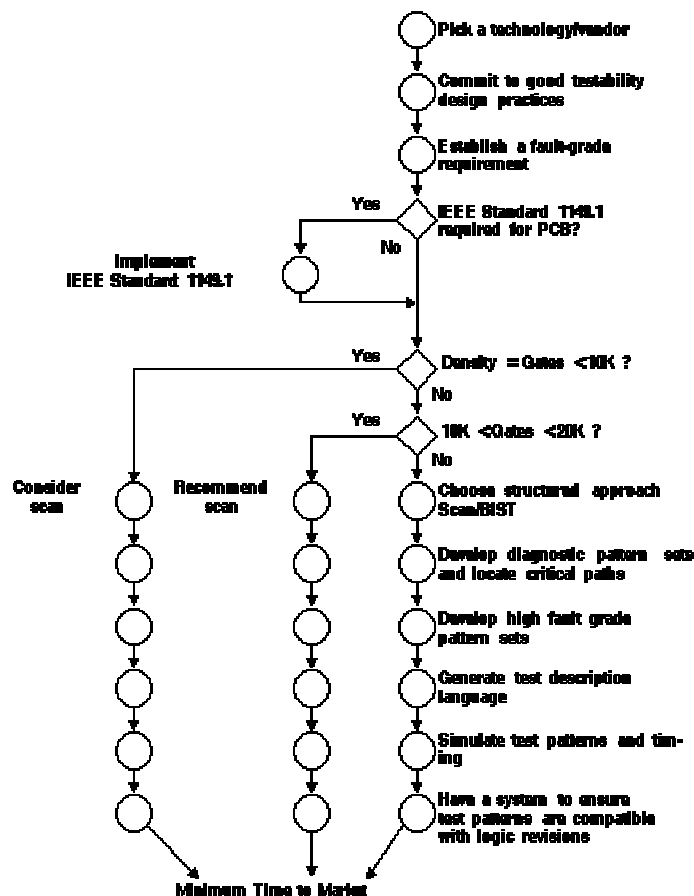 Pick a technology/vendor
Commit to good testability
design practices
Establish a fault-grade
requirement
Yes
IEEE Standard 1149.1
required for PCB?
No
Implement
IEEE Standard 1149.1
Yes
Density = Gates <10K ?
No
Yes
10K <Gates <20K ?
No
Consider
scan
Recommend
scan
Choose structured approach
Scan/BIST
Develop diagnostic pattern sets
and locate critical paths
Develop high fault grade
pattern sets
Generate test description
language
Simulate test patterns and tim-
ing
Have a system to ensure
test patterns are compatible
with logic revisions
Minimum Time to Market